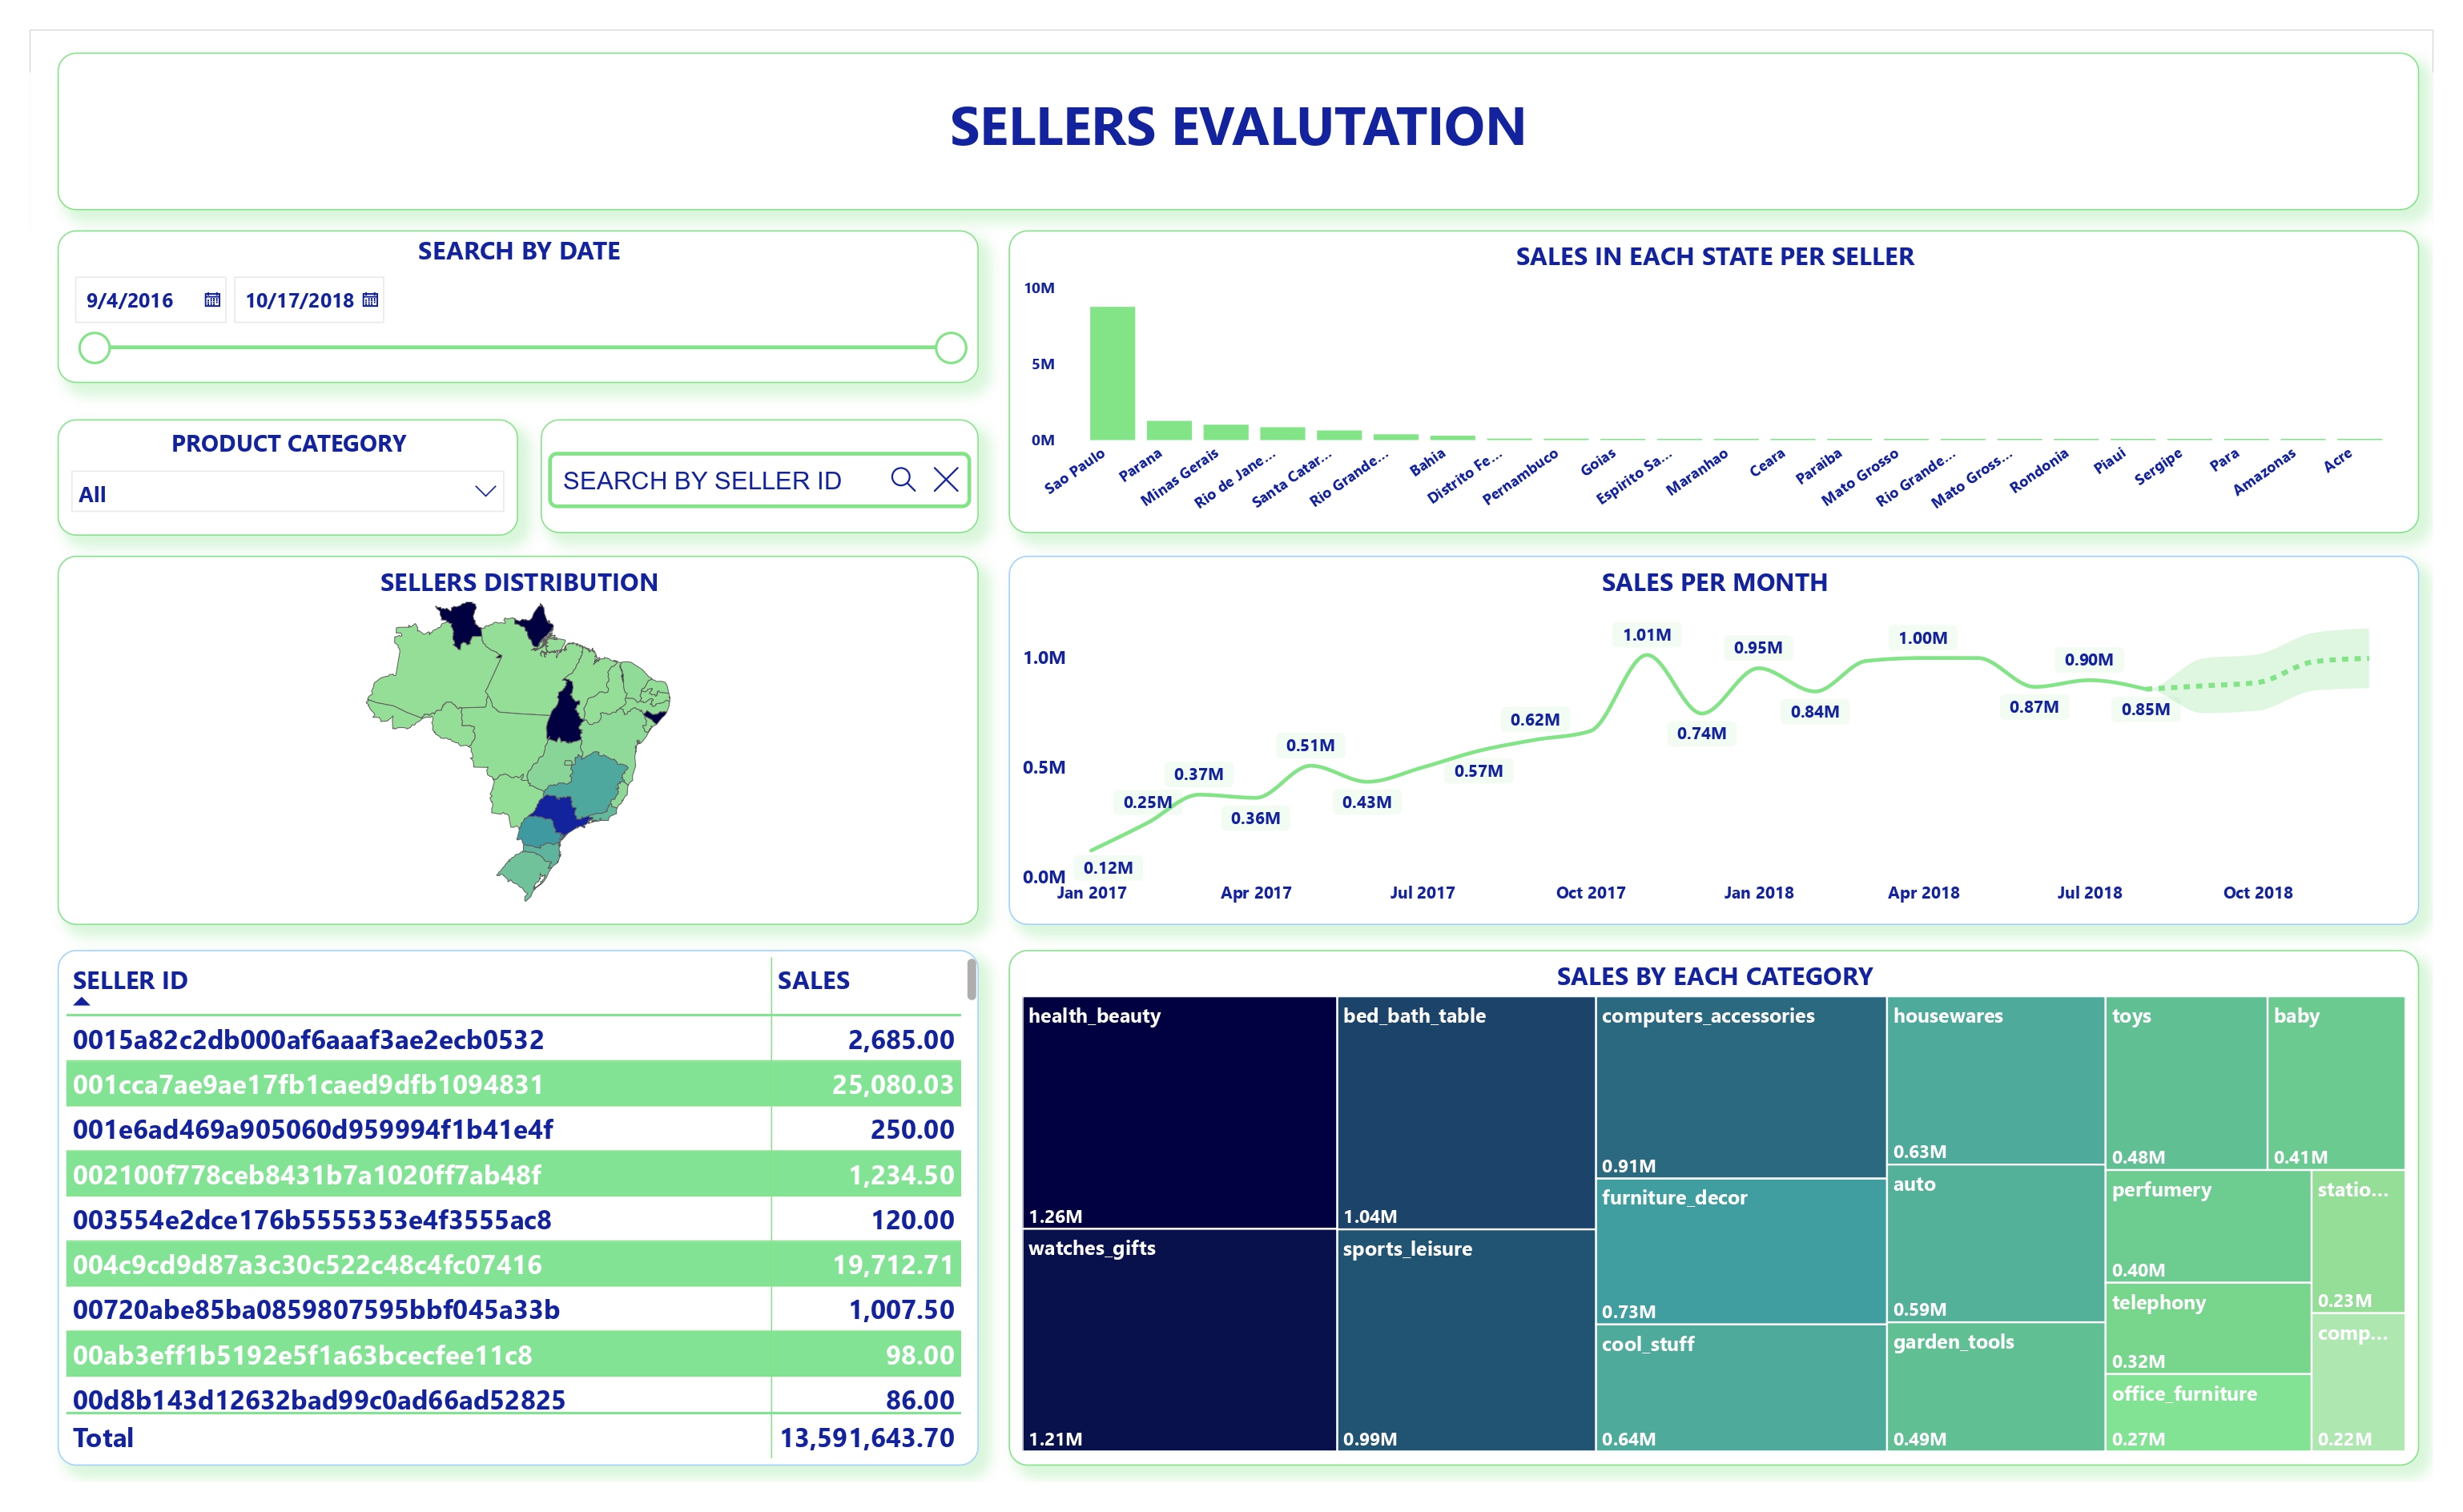 SELLERS EVALUTATION
SEARCH BY DATE
9/4/2016
10/17/2018
PRODUCT CATEGORY
All
SEARCH BY SELLER ID
SALES IN EACH STATE PER SELLER
10M
5M
0M
Sao Paulo
Parana
Minas Gerais
Rio de Jane...
Santa Catar...
Rio Grande...
Bahia
Distrito Fe...
Pernambuco
Goias
Espirito Sa...
Maranhao
Ceara
Paraiba
Mato Grosso
Rio Grande...
Mato Gross...
Rondonia
Piaui
Sergipe
Para
Amazonas
Acre
SELLERS DISTRIBUTION
SALES PER MONTH
1.0M
0.5M
0.0M
0.12M
0.25M
0.37M
0.36M
0.51M
0.43M
0.57M
0.62M
1.01M
0.74M
0.95M
0.84M
1.00M
0.87M
0.90M
0.85M
Jan 2017
Apr 2017
Jul 2017
Oct 2017
Jan 2018
Apr 2018
Jul 2018
Oct 2018
SELLER ID SALES
0015a82c2db000af6aaaf3ae2ecb0532 2,685.00
001cca7ae9ae17fb1caed9dfb1094831 25,080.03
001e6ad469a905060d959994f1b41e4f 250.00
002100f778ceb8431b7a1020ff7ab48f 1,234.50
003554e2dce176b5555353e4f3555ac8 120.00
004c9cd9d87a3c30c522c48c4fc07416 19,712.71
00720abe85ba0859807595bbf045a33b 1,007.50
00ab3eff1b5192e5f1a63bcecfee11c8 98.00
00d8b143d12632bad99c0ad66ad52825 86.00
Total 13,591,643.70
SALES BY EACH CATEGORY
health_beauty
1.26M
watches_gifts
1.21M
bed_bath_table
1.04M
sports_leisure
0.99M
computers_accessories
0.91M
furniture_decor
0.73M
cool_stuff
0.64M
housewares
0.63M
auto
0.59M
garden_tools
0.49M
toys
0.48M
baby
0.41M
perfumery
0.40M
telephony
0.32M
office_furniture
0.27M
statio...
0.23M
comp...
0.22M